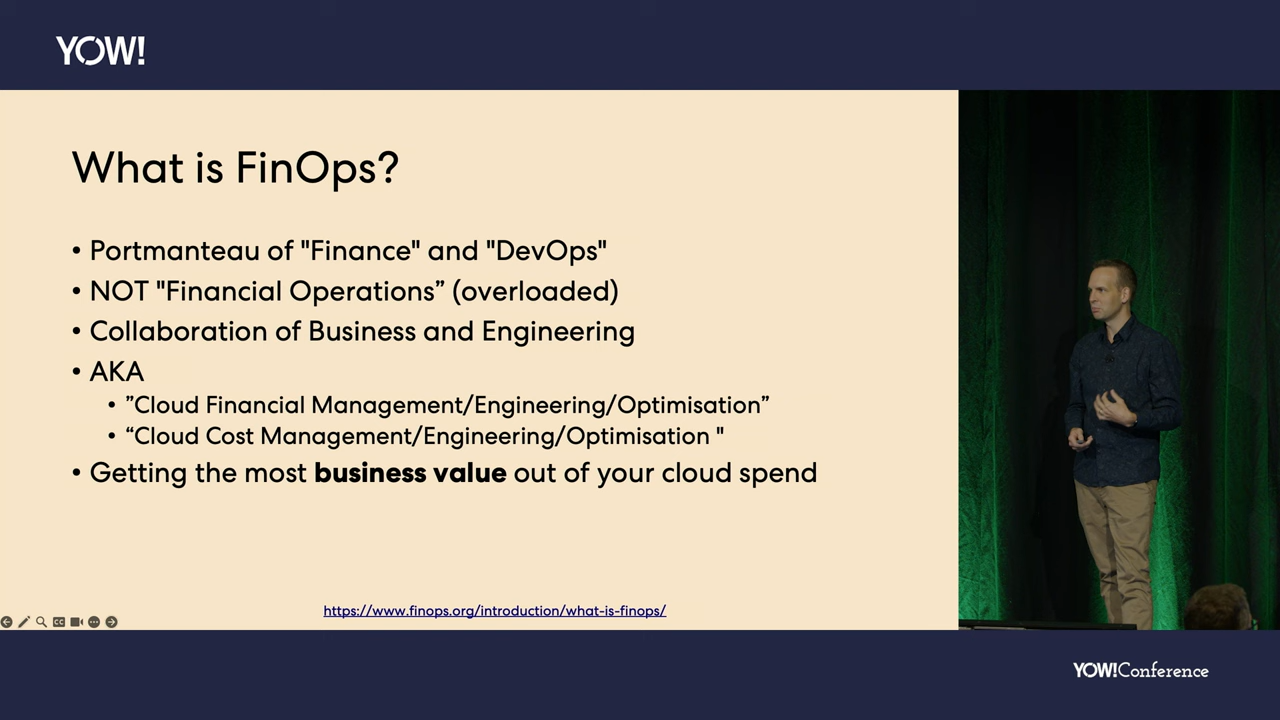 YOW!
What is FinOps?
• Portmanteau of "Finance" and "DevOps"
• NOT "Financial Operations” (overloaded)
• Collaboration of Business and Engineering
• AKA
• ”Cloud Financial Management/Engineering/Optimisation”
• “Cloud Cost Management/Engineering/Optimisation "
• Getting the most business value out of your cloud spend
https://www.finops.org/introduction/what-is-finops/
CC
YOW!Conference